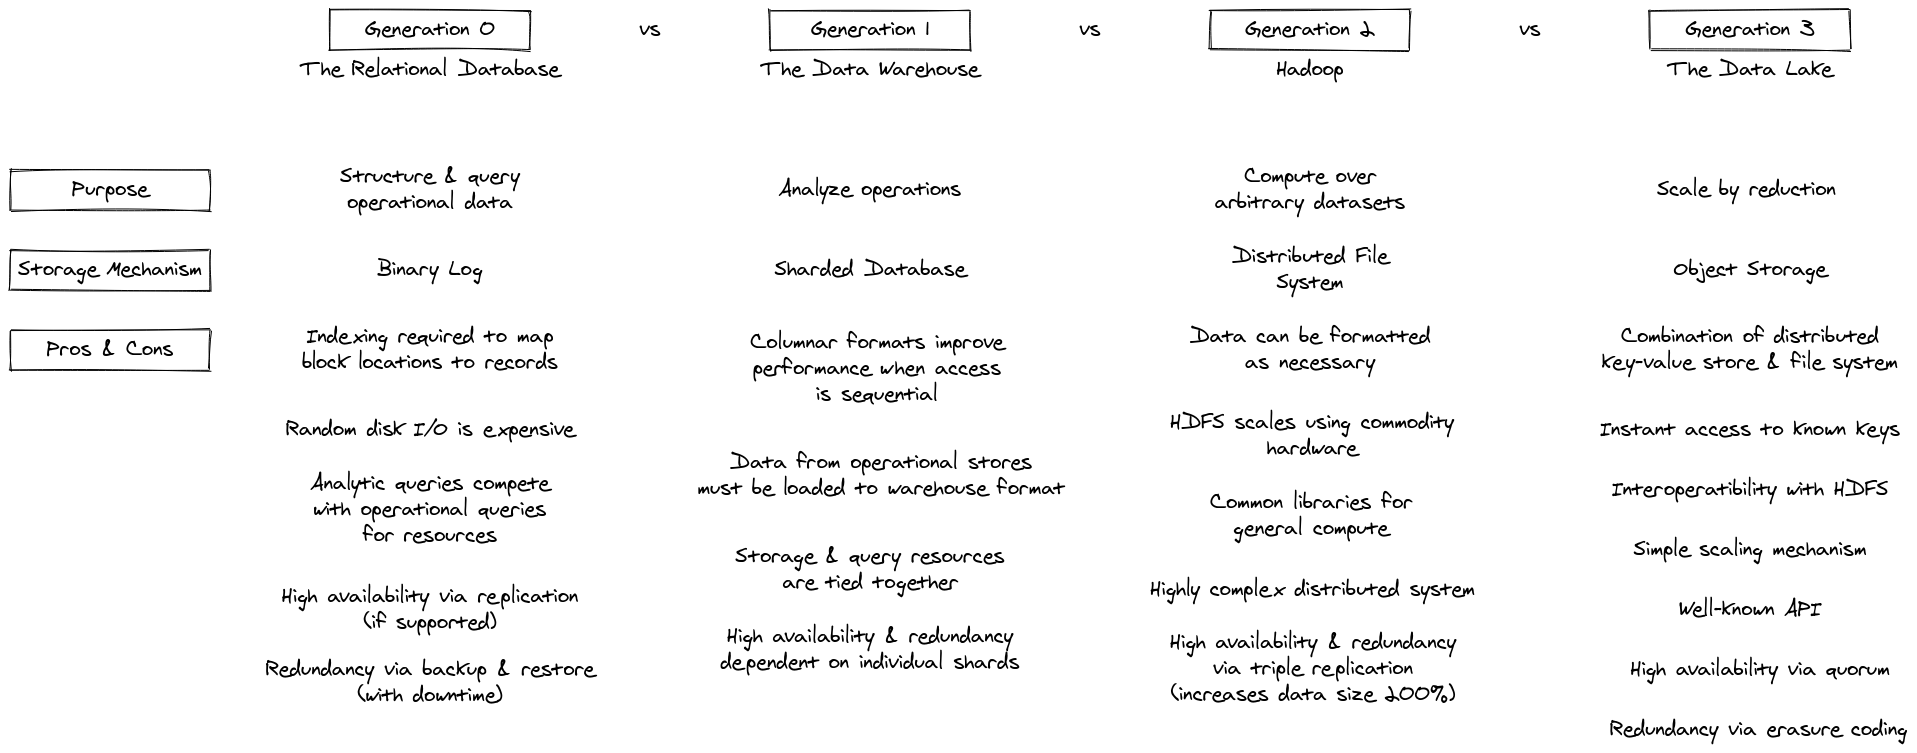 Generation 0
vs
Generation 1
vs
Generation 2
vs
Generation 3
The Relational Database
The Data Warehouse
Hadoop
The Data Lake
Purpose
Structure & query
operational data
Analyze operations
Compute over
arbitrary datasets
Scale by reduction
Storage Mechanism
Binary Log
Sharded Database
Distributed File
System
Object Storage
Pros & Cons
Indexing required to map
block locations to records
Random disk I/O is expensive
Analytic queries compete
with operational queries
for resources
High availability via replication
(if supported)
Redundancy via backup & restore
(with downtime)
Columnar formats improve
performance when access
is sequential
Data from operational stores
must be loaded to warehouse format
Storage & query resources
are tied together
High availability & redundancy
dependent on individual shards
Data can be formatted
as necessary
HDFS scales using commodity
hardware
Common libraries for
general compute
Highly complex distributed system
High availability & redundancy
via triple replication
(increases data size 200%)
Combination of distributed
key-value store & file system
Instant access to known keys
Interoperatibility with HDFS
Simple scaling mechanism
Well-known API
High availability via quorum
Redundancy via erasure coding